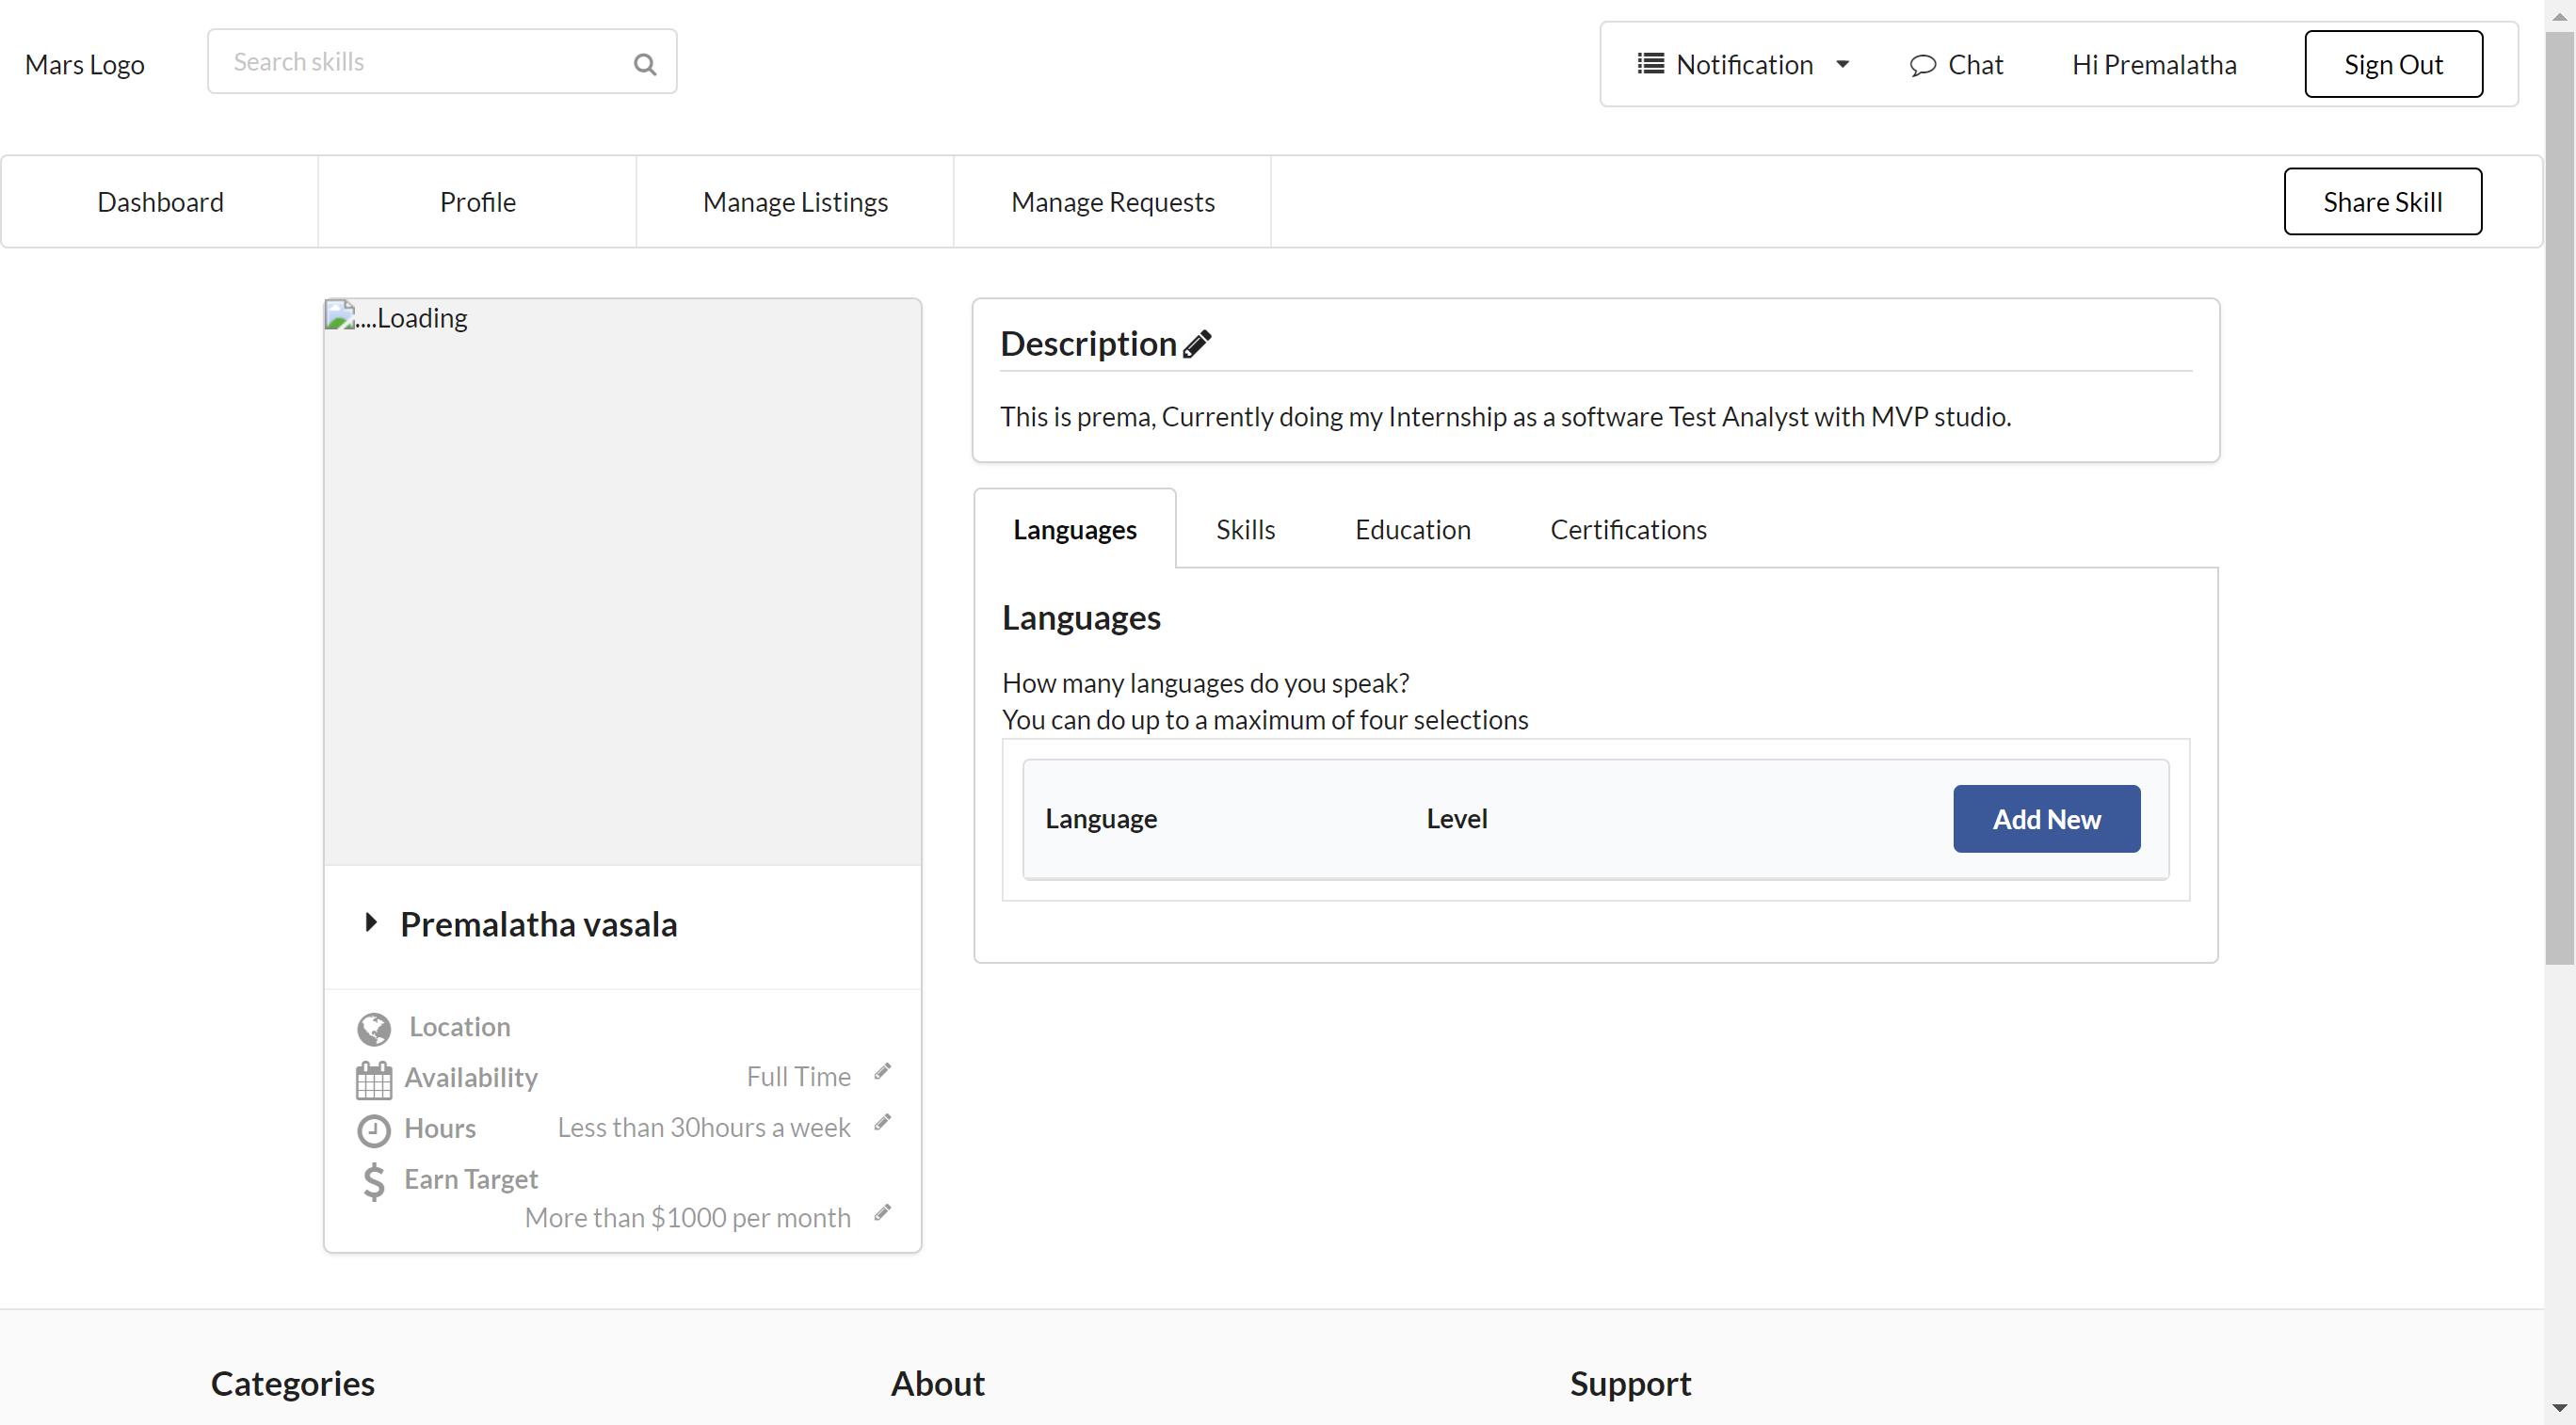 Mars Logo
Search skills
Notification
Chat
Hi Premalatha
Sign Out
Dashboard
Profile
Manage Listings
Manage Requests
Share Skill
....Loading
Premalatha vasala
Location
Availability
Full Time
Hours
Less than 30hours a week
Earn Target
More than $1000 per month
Description
This is prema, Currently doing my Internship as a software Test Analyst with MVP studio.
Languages
Skills
Education
Certifications
Languages
How many languages do you speak?
You can do up to a maximum of four selections
Language
Level
Add New
Categories
About
Support